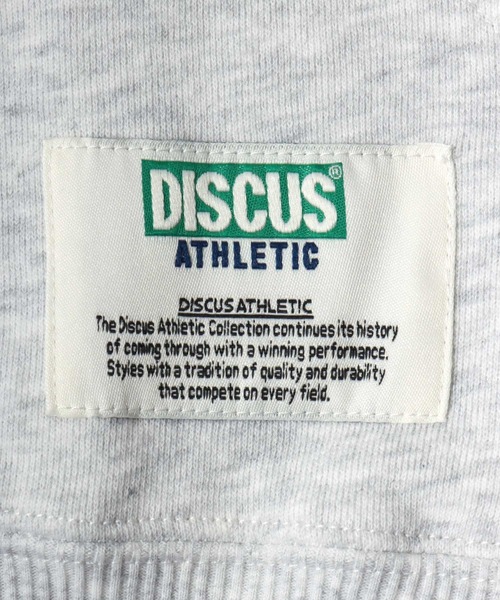 DISCUS®
ATHLETIC
DISCUS ATHLETIC
The Discus Athletic Collection continues its history
of coming through with a winning performance.
Styles with a tradition of quality and durability
that compete on every field.